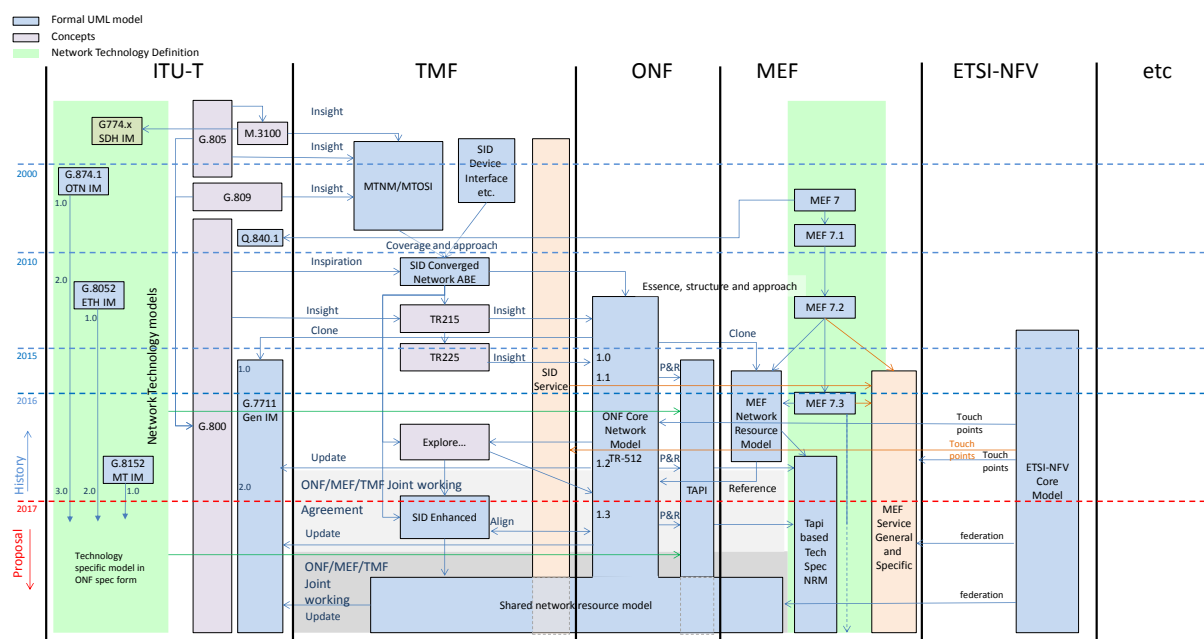 Formal UML model
Concepts
Network Technology Definition
ITU-T
TMF
ONF
MEF
ETSI-NFV
etc
G774.x
SDH IM
G.805
M.3100
Insight
Insight
MTNM/MTOSI
SID
Device
Interface
etc.
2000
G.874.1
OTN IM
1.0
G.809
Insight
MEF 7
Q.840.1
MEF 7.1
Coverage and approach
2010
Inspiration
SID Converged
Network ABE
2.0
G.8052
ETH IM
1.0
Essence, structure and approach
MEF 7.2
Insight
TR215
Insight
Clone
Clone
2015
TR225
Insight
1.0
1.0
P&R
1.1
SID
Service
Network Technology models
G.7711
Gen IM
2016
MEF
Network
Resource
Model
MEF 7.3
G.800
ONF Core
Network
Model
TR-512
Explore...
Touch
points
Touch
points
Touch
points
ETSI-NFV
Core
Model
History
G.8152
MT IM
Update
1.2
P&R
3.0
2.0
1.0
2.0
ONF/MEF/TMF Joint working
Agreement
TAPI
Reference
2017
SID Enhanced
1.3
Align
P&R
Tapi
based
Tech
Spec
NRM
MEF
Service
General
and
Specific
Proposal
Update
federation
Technology
specific model in
ONF spec form
ONF/MEF/TMF
Joint
working
Shared network resource model
federation
Update